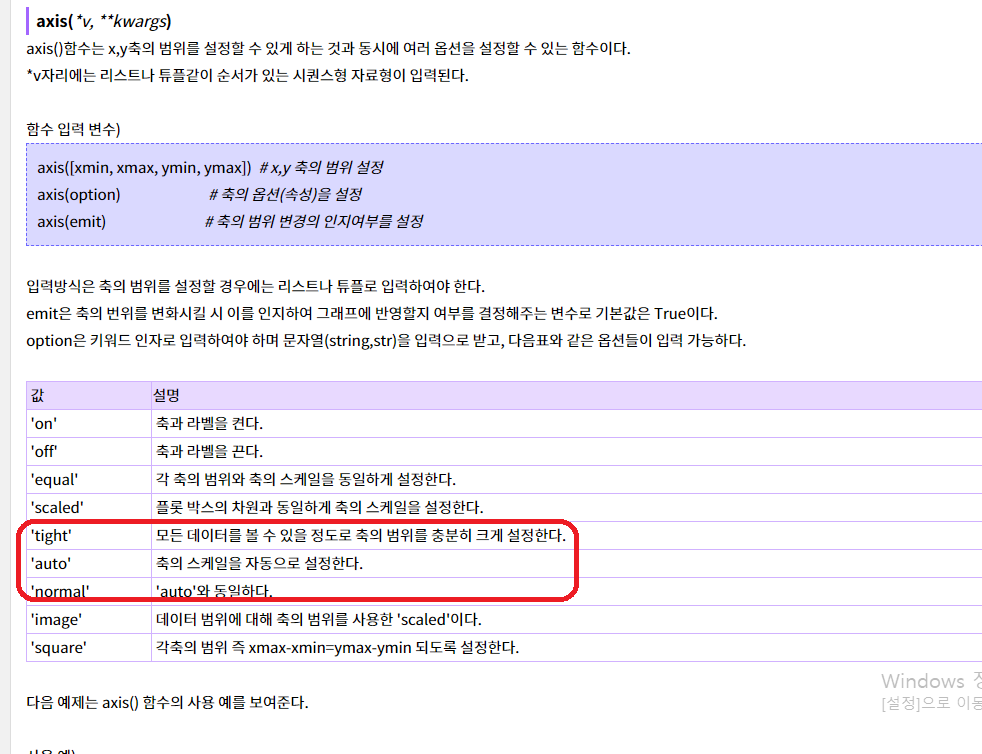 axis(*v, **kwargs)
axis()함수는 x,y축의 범위를 설정할 수 있게 하는 것과 동시에 여러 옵션을 설정할 수 있는 함수이다.
*v자리에는 리스트나 튜플같이 순서가 있는 시퀀스형 자료형이 입력된다.
함수 입력 변수)
axis([xmin, xmax, ymin, ymax]) # x,y 축의 범위 설정
axis(option) # 축의 옵션(속성)을 설정
axis(emit) # 축의 범위 변경의 인지여부를 설정
입력방식은 축의 범위를 설정할 경우에는 리스트나 튜플로 입력하여야 한다.
emit은 축의 번위를 변화시킬 시 이를 인지하여 그래프에 반영할지 여부를 결정해주는 변수로 기본값은 True이다.
option은 키워드 인자로 입력하여야 하며 문자열(string,str)을 입력으로 받고, 다음표와 같은 옵션들이 입력 가능하다.
값 설명
'on' 축과 라벨을 켠다.
'off' 축과 라벨을 끈다.
'equal' 각 축의 범위와 축의 스케일을 동일하게 설정한다.
'scaled' 플롯 박스의 차원과 동일하게 축의 스케일을 설정한다.
'tight' 모든 데이터를 볼 수 있을 정도로 축의 범위를 충분히 크게 설정한다.
'auto' 축의 스케일을 자동으로 설정한다.
'normal' 'auto'와 동일하다.
'image' 데이터 범위에 대해 축의 범위를 사용한 'scaled'이다.
'square' 각축의 범위 즉 xmax-xmin=ymax-ymin 되도록 설정한다.
Windows
[설정]으로 이동
다음 예제는 axis() 함수의 사용 예를 보여준다.